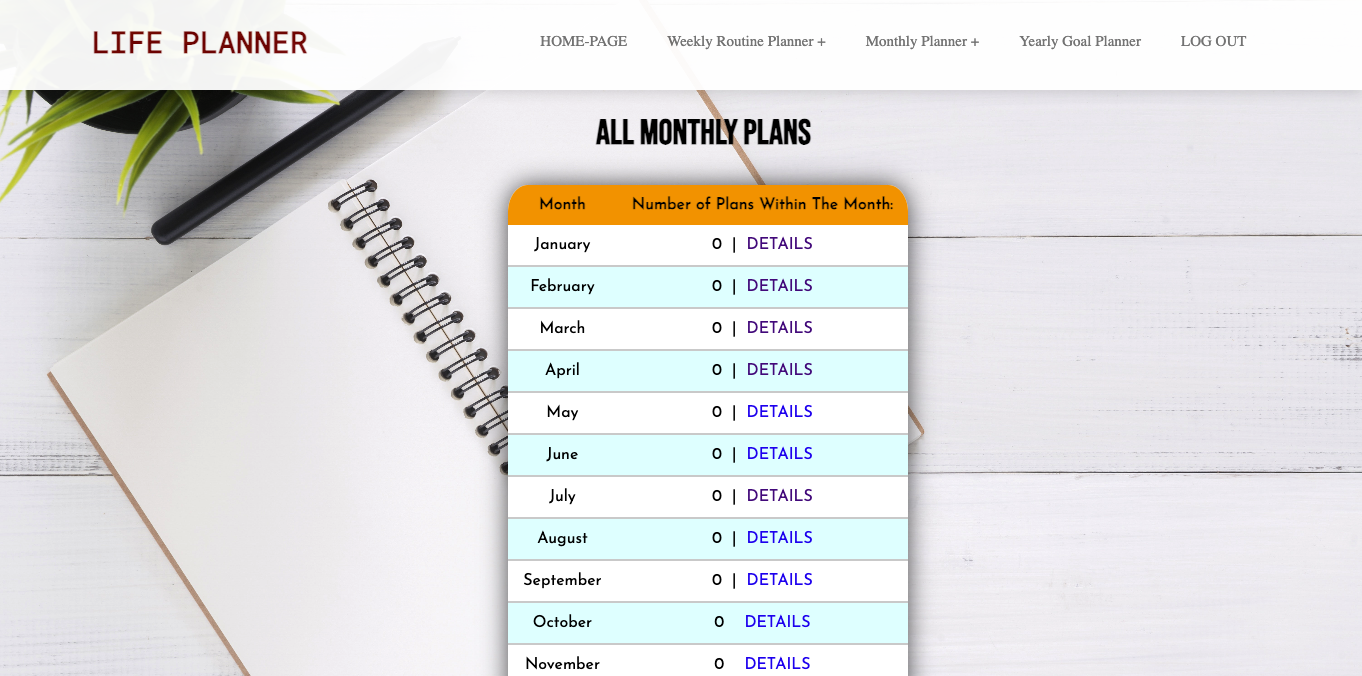 LIFE PLANNER
HOME-PAGE Weekly Routine Planner + Monthly Planner + Yearly Goal Planner LOG OUT
ALL MONTHLY PLANS
Month Number of Plans Within The Month:
January 0 | DETAILS
February 0 | DETAILS
March 0 | DETAILS
April 0 | DETAILS
May 0 | DETAILS
June 0 | DETAILS
July 0 | DETAILS
August 0 | DETAILS
September 0 | DETAILS
October 0 DETAILS
November 0 DETAILS